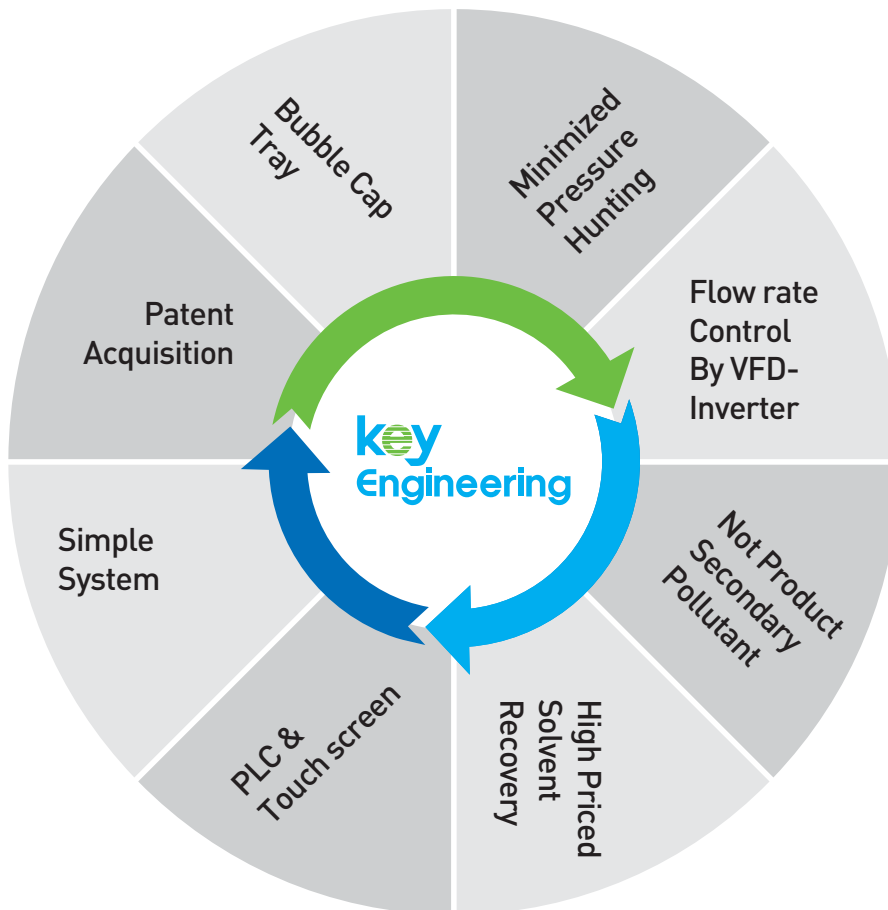 Bubble Cap
Tray
Minimized
Pressure
Hunting
Flow rate
Control
By VFD-
Inverter
Not Product
Secondary
Pollutant
High Priced
Solvent
Recovery
PLC &
Touch screen
Simple
System
Patent
Acquisition
key
Engineering